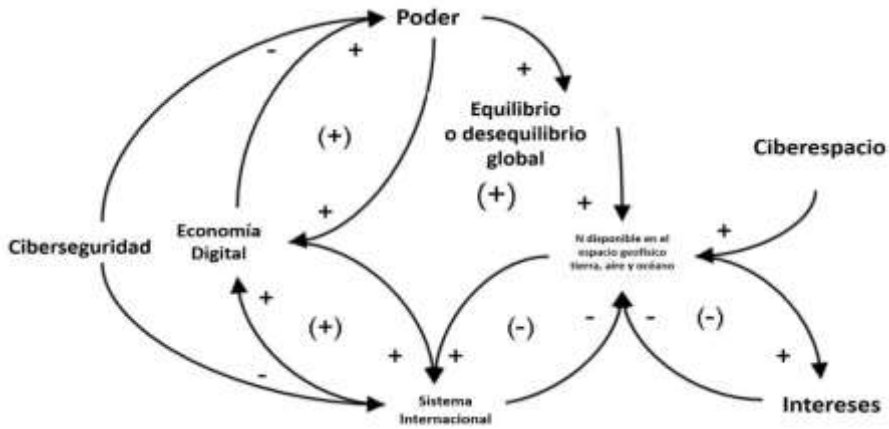 Poder
-
+
+
Equilibrio
o desequilibrio
global
(+)
(+)
Ciberespacio
+
+
+
Ciberseguridad
Economía
Digital
N disponible en el
espacio geofísico
tierra, aire y océano
+
(+)
(-)
-
-
(-)
-
+
+
+
Sistema
Internacional
Intereses